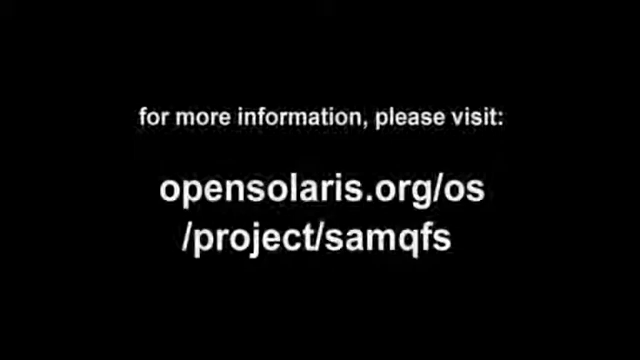 for more information, please visit:
opensolaris.org/os
/project/samqfs